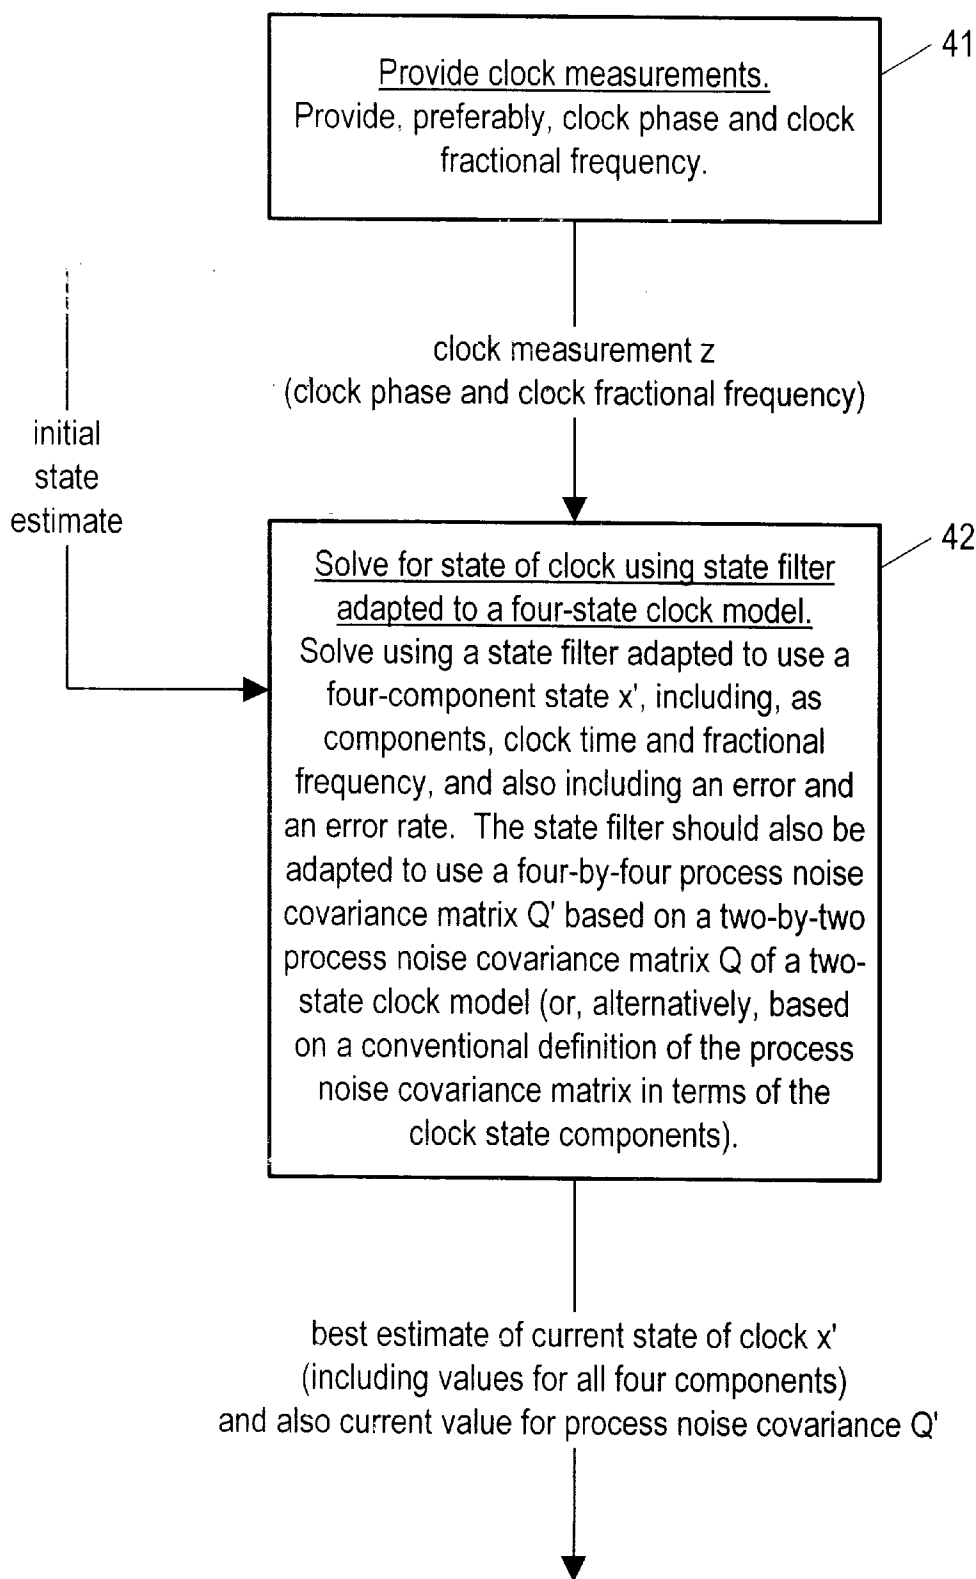 41
Provide clock measurements.
Provide, preferably, clock phase and clock
fractional frequency.
clock measurement z
(clock phase and clock fractional frequency)
initial
state
estimate
42
Solve for state of clock using state filter
adapted to a four-state clock model.
Solve using a state filter adapted to use a
four-component state x', including, as
components, clock time and fractional
frequency, and also including an error and
an error rate. The state filter should also be
adapted to use a four-by-four process noise
covariance matrix Q' based on a two-by-two
process noise covariance matrix Q of a two-
state clock model (or, alternatively, based
on a conventional definition of the process
noise covariance matrix in terms of the
clock state components).
best estimate of current state of clock x'
(including values for all four components)
and also current value for process noise covariance Q'